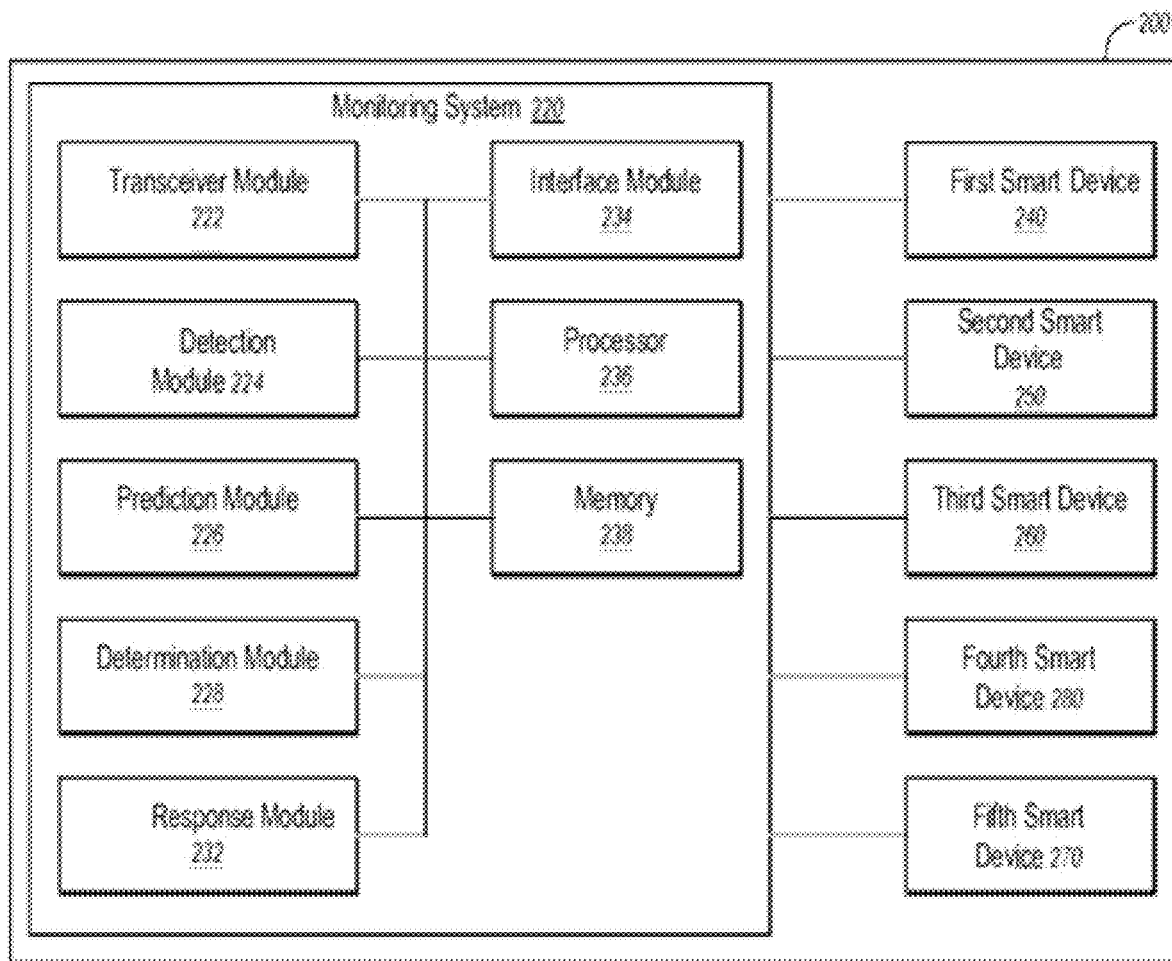 200
Monitoring System 220
Transceiver Module
222
Interface Module
234
First Smart Device
240
Detection
Module 224
Processor
236
Second Smart
Device
250
Prediction Module
226
Memory
238
Third Smart Device
260
Determination Module
228
Fourth Smart
Device 280
Response Module
232
Fifth Smart
Device 270